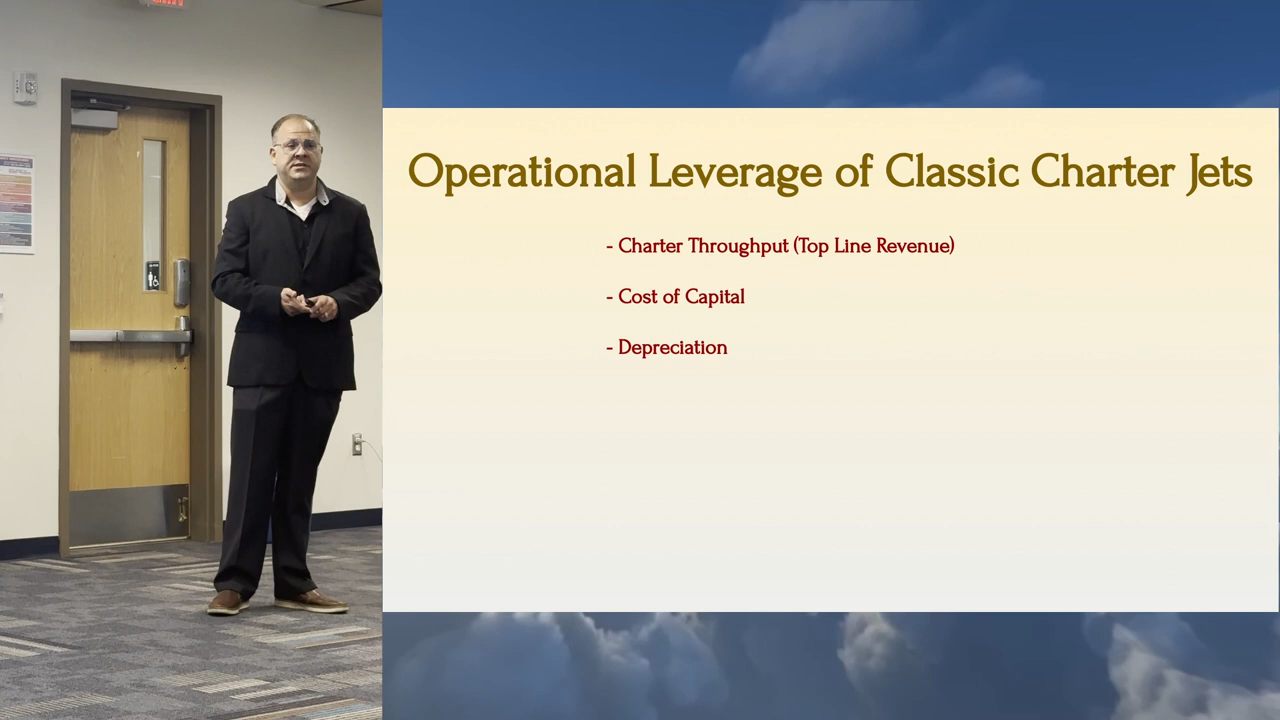 Operational Leverage of Classic Charter Jets
- Charter Throughput (Top Line Revenue)
- Cost of Capital
- Depreciation